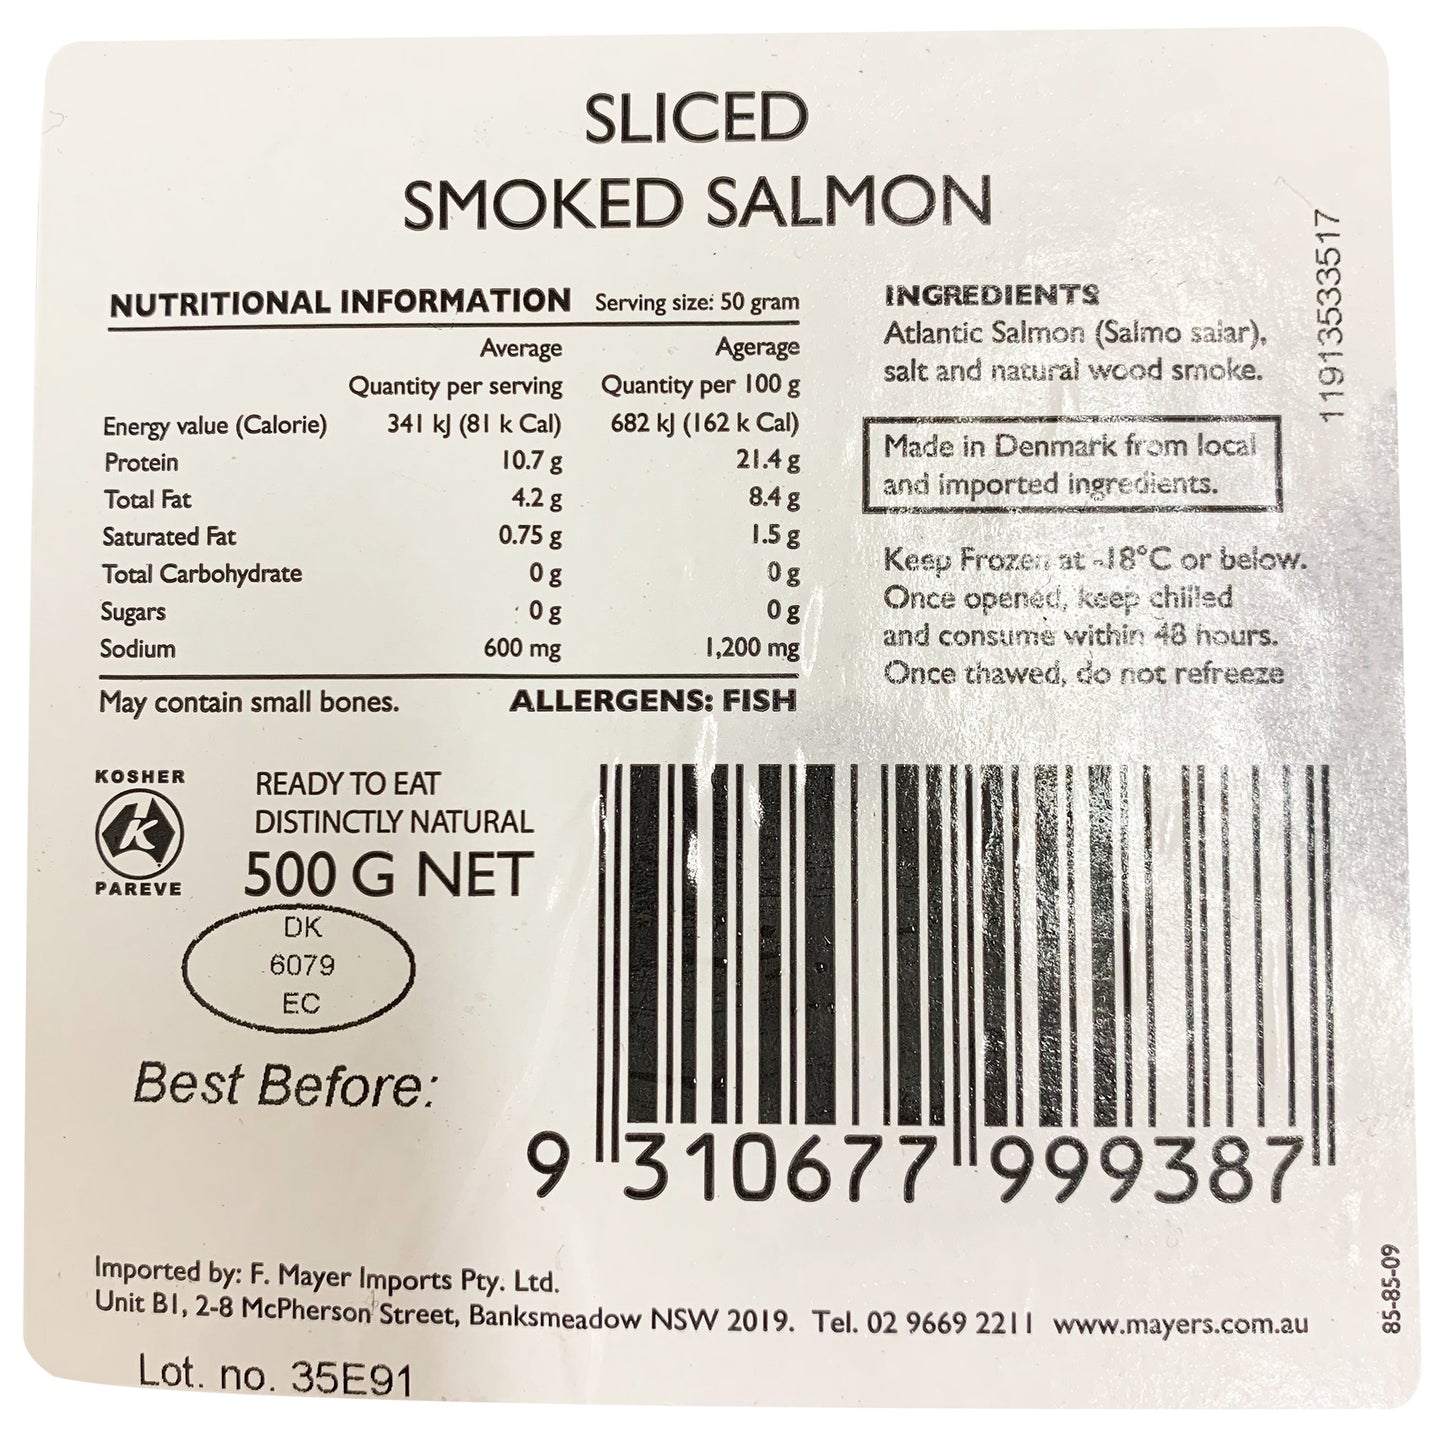 SLICED
SMOKED SALMON
NUTRITIONAL INFORMATION Serving size: 50 gram
Average Agerage
Quantity per serving Quantity per 100 g
Energy value (Calorie) 341 kJ (81 k Cal) 682 kJ (162 k Cal)
Protein 10.7 g 21.4 g
Total Fat 4.2 g 8.4 g
Saturated Fat 0.75 g 1.5 g
Total Carbohydrate 0 g 0 g
Sugars 0 g 0 g
Sodium 600 mg 1,200 mg
May contain small bones. ALLERGENS: FISH
INGREDIENTS
Atlantic Salmon (Salmo salar),
salt and natural wood smoke.
Made in Denmark from local
and imported ingredients.
Keep Frozen at -18°C or below.
Once opened, keep chilled
and consume within 48 hours.
Once thawed, do not refreeze
119135533517
KOSHER
K
PAREVE
READY TO EAT
DISTINCTLY NATURAL
500 G NET
DK
6079
EC
Best Before:
9 310677 999387
Imported by: F. Mayer Imports Pty. Ltd.
Unit B1, 2-8 McPherson Street, Banksmeadow NSW 2019. Tel. 02 9669 2211 www.mayers.com.au
85-85-09
Lot. no. 35E91